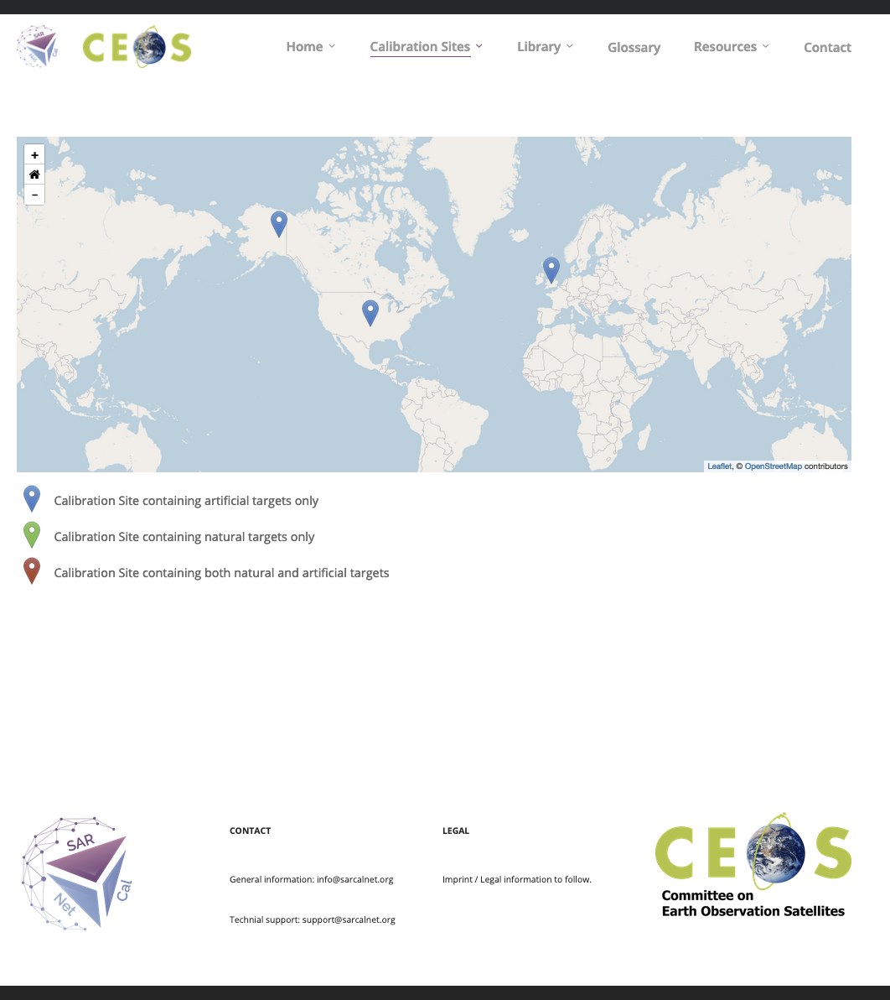 SAR
Net
Cal
CEOS
Home
Calibration Sites
Library
Glossary
Resources
Contact
+
−
Leaflet, © OpenStreetMap contributors
Calibration Site containing artificial targets only
Calibration Site containing natural targets only
Calibration Site containing both natural and artificial targets
SAR
Net
Cal
CONTACT
General information: info@sarcalnet.org
Technial support: support@sarcalnet.org
LEGAL
Imprint / Legal information to follow.
CEOS
Committee on
Earth Observation Satellites